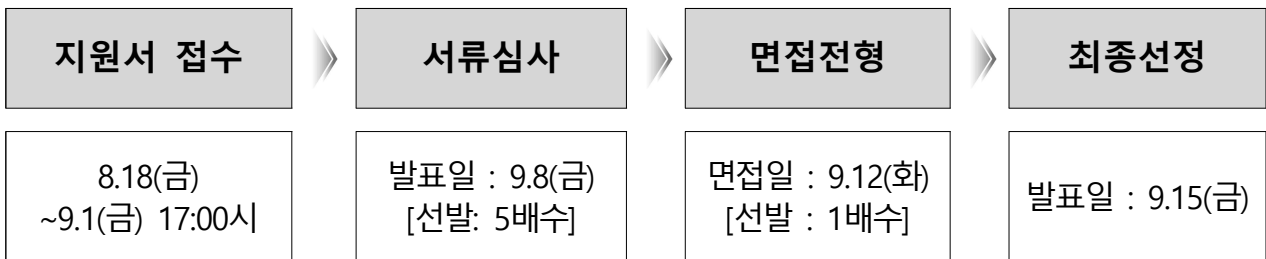 지원서 접수
서류심사
면접전형
최종선정
8.18(금)
~9.1(금) 17:00시
발표일 : 9.8(금)
[선발: 5배수]
면접일 : 9.12(화)
[선발 : 1배수]
발표일 : 9.15(금)